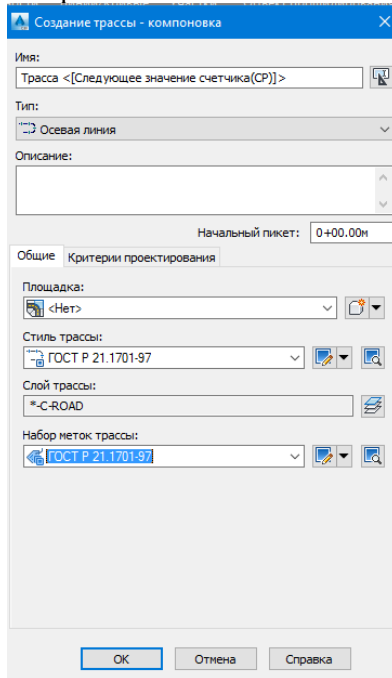 Создание трассы - компоновка
Имя:
Трасса <[Следующее значение счетчика(CP)]>
Тип:
Осевая линия
Описание:
Начальный пикет: 0+00.00м
Общие Критерии проектирования
Площадка:
<Нет>
Стиль трассы:
ГОСТ Р 21.1701-97
Слой трассы:
*-C-ROAD
Набор меток трассы:
ГОСТ Р 21.1701-97
ОК Отмена Справка